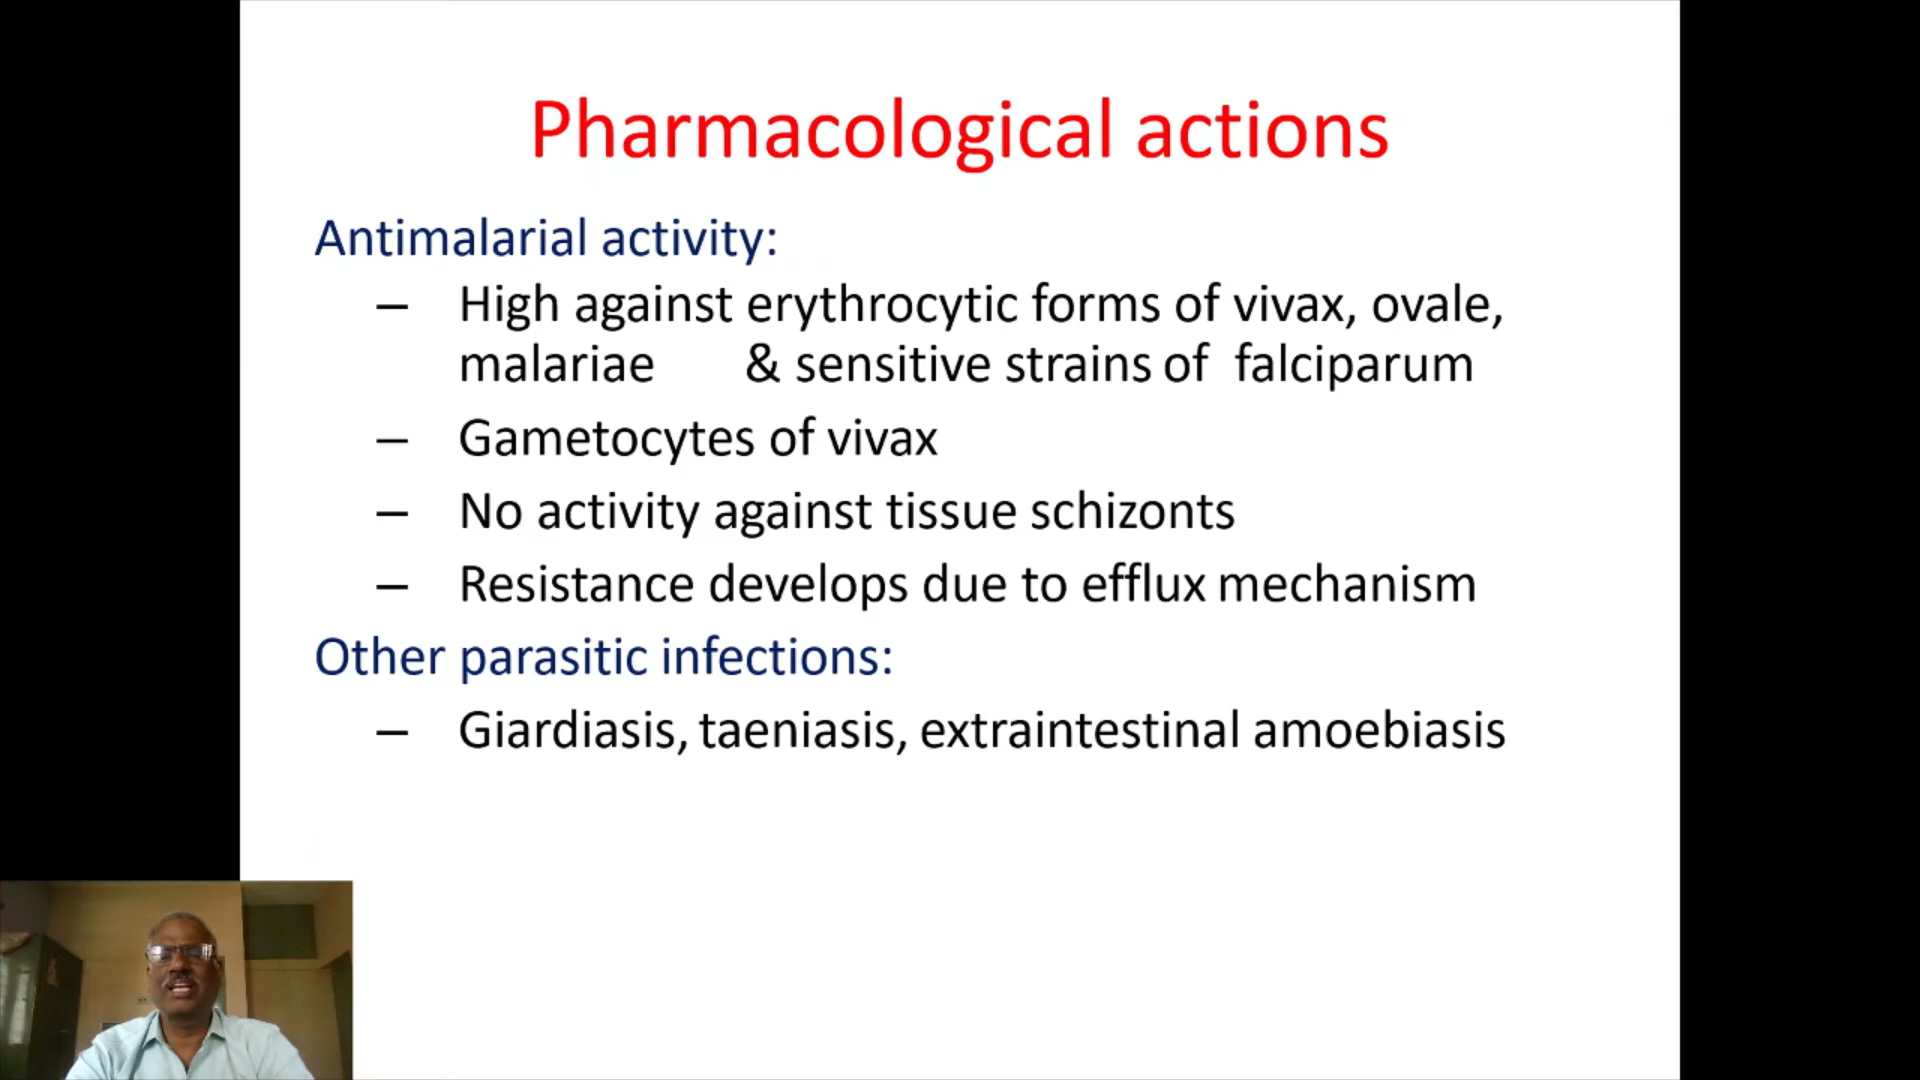 Pharmacological actions
Antimalarial activity:
– High against erythrocytic forms of vivax, ovale,
malariae & sensitive strains of falciparum
– Gametocytes of vivax
– No activity against tissue schizonts
– Resistance develops due to efflux mechanism
Other parasitic infections:
– Giardiasis, taeniasis, extraintestinal amoebiasis